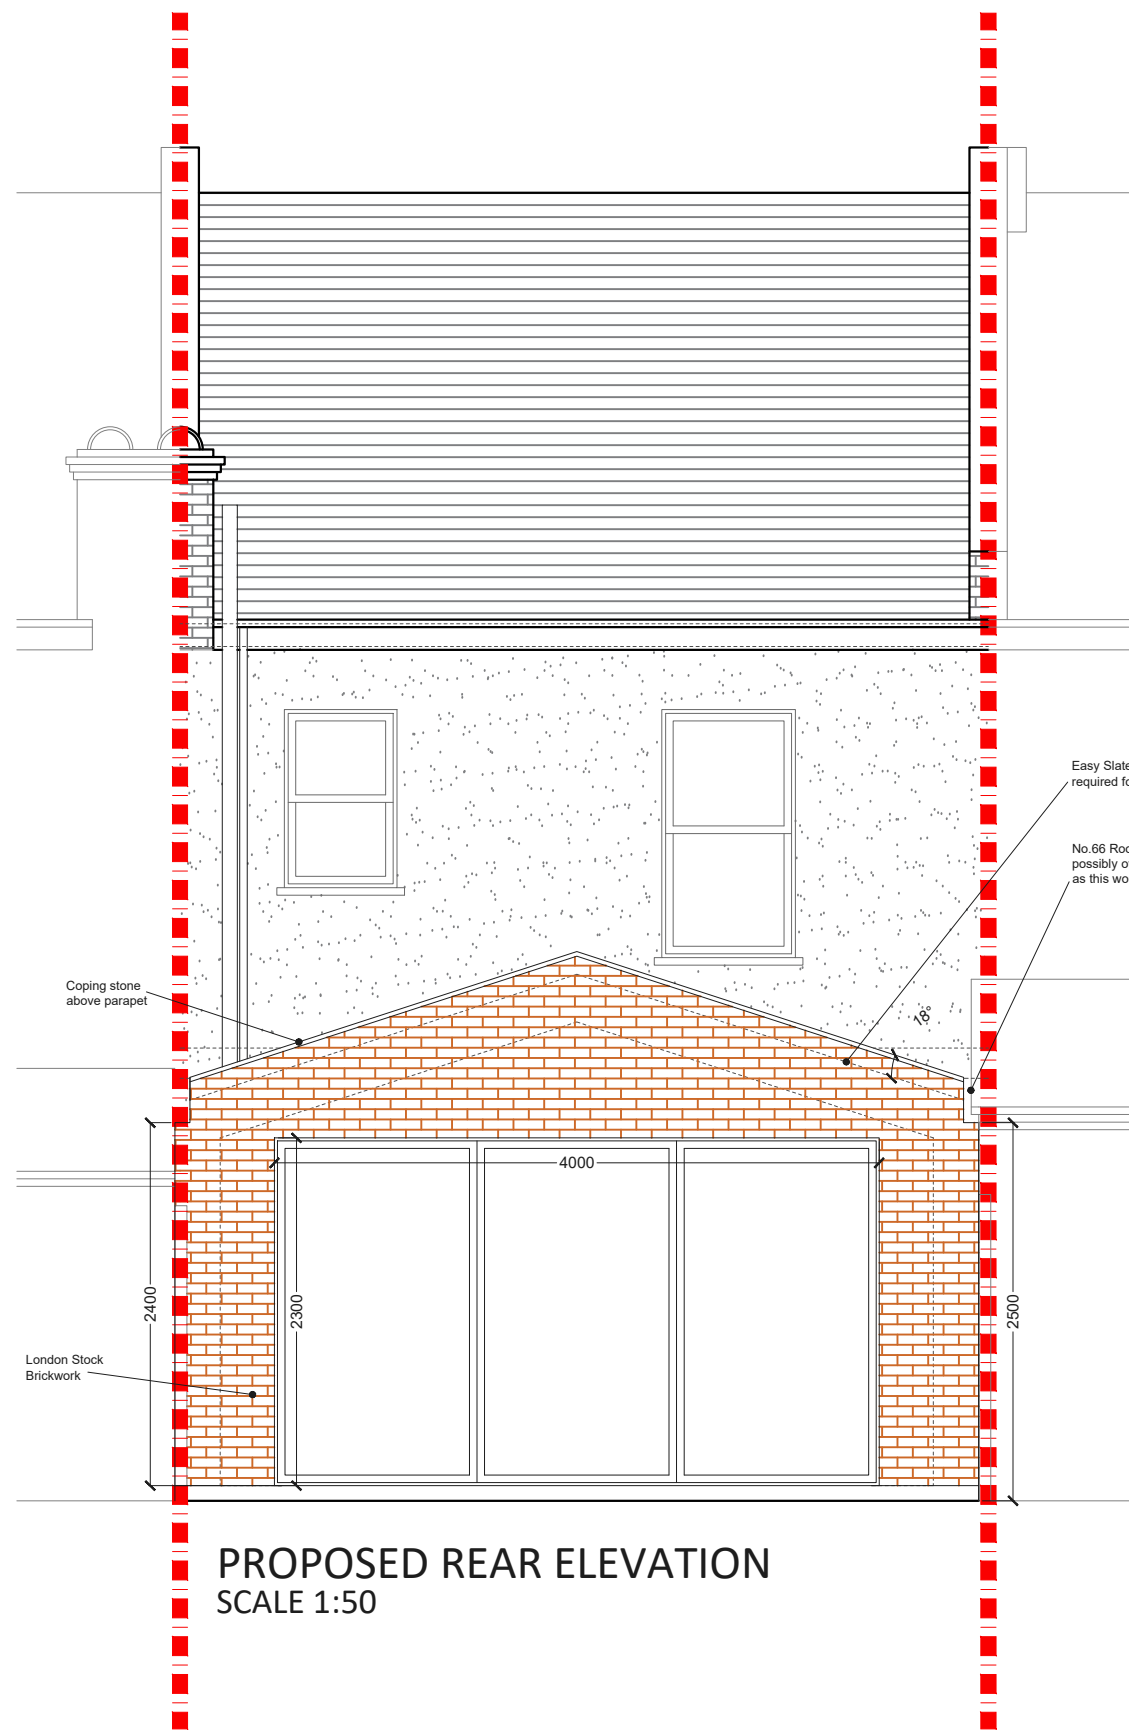 Easy Slate
required fo
No.66 Roo
possibly o
as this wo
Coping stone
above parapet
18°
4000
2400
2300
2500
London Stock
Brickwork
PROPOSED REAR ELEVATION
SCALE 1:50